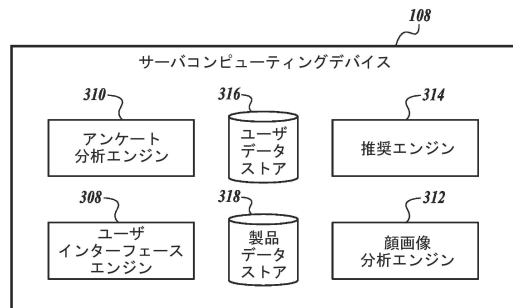 108
サーバコンピューティングデバイス
310
316
314
アンケート
分析エンジン
ユーザ
データ
ストア
推奨エンジン
308
318
312
ユーザ
インターフェース
エンジン
製品
データ
ストア
顔画像
分析エンジン